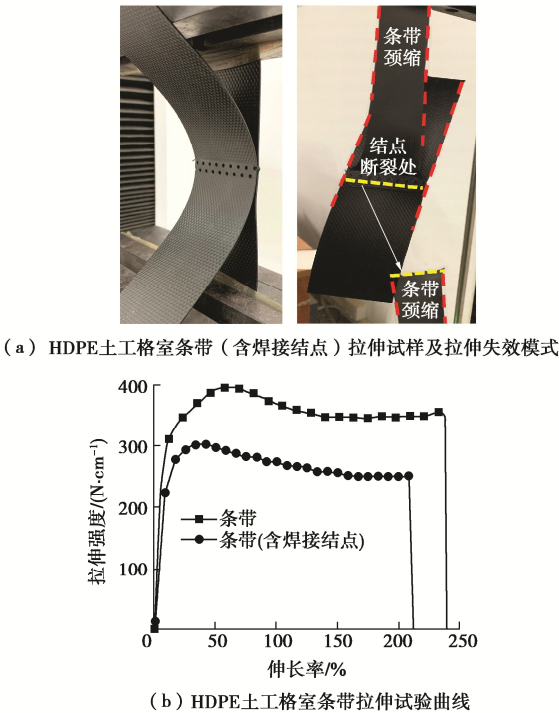 条带
颈缩
结点
断裂处
条带
颈缩
（a） HDPE土工格室条带（含焊接结点）拉伸试样及拉伸失效模式
400
300
200
100
0
50
100
150
200
250
拉伸强度/(N·cm⁻¹)
条带
条带(含焊接结点)
伸长率/%
（b）HDPE土工格室条带拉伸试验曲线